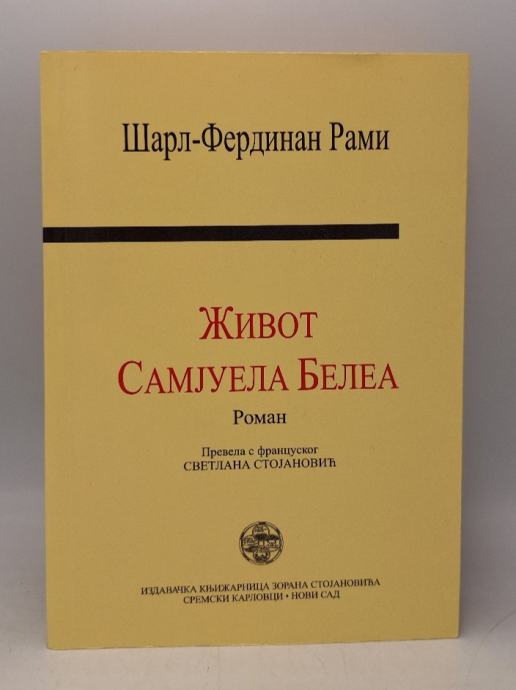 Шарл-Фердинан Рами
Живот
Самјуела Белеа
Роман
Превела с француског
СВЕТЛАНА СТОЈАНОВИЋ
ИЗДАВАЧКА КЊИЖАРНИЦА ЗОРАНА СТОЈАНОВИЋА
СРЕМСКИ КАРЛОВЦИ • НОВИ САД